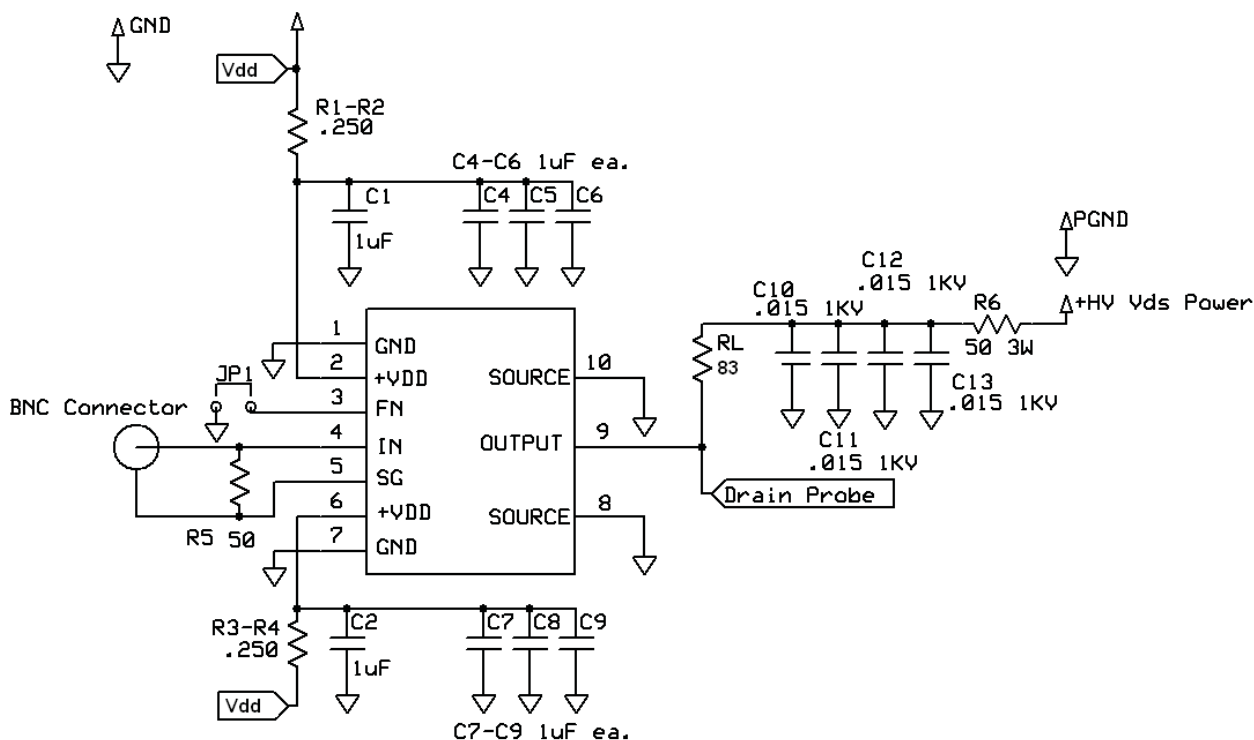 GND
Vdd
R1-R2
.250
C4-C6 1uF ea.
C1
C4
C5
C6
1uF
PGND
C12
.015 1KV
C10
.015 1KV
R6
+HV Vds Power
RL
83
50 3W
C13
.015 1KV
C11
.015 1KV
1
GND
2
+VDD
JP1
3
FN
BNC Connector
4
IN
5
SG
6
+VDD
R5 50
7
GND
SOURCE
10
OUTPUT
9
SOURCE
8
Drain Probe
R3-R4
.250
C2
C7
C8
C9
1uF
Vdd
C7-C9 1uF ea.